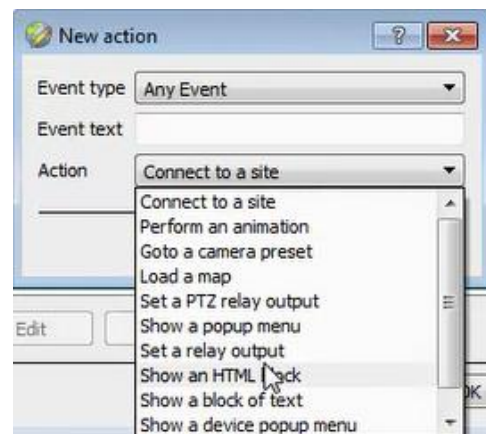 New action
?
Event type Any Event
Event text
Action Connect to a site
Connect to a site
Perform an animation
Goto a camera preset
Load a map
Set a PTZ relay output
Show a popup menu
Edit
Set a relay output
Show an HTML
Show a block of text
Show a device popup menu